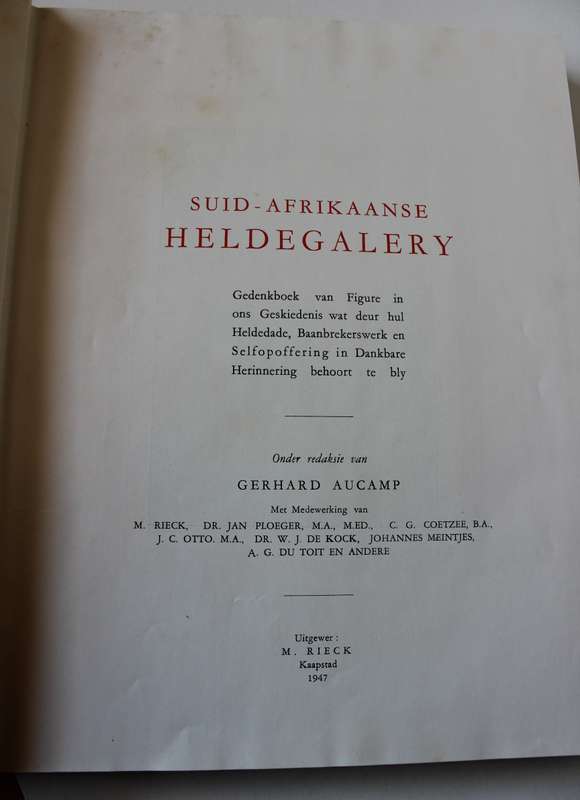 SUID-AFRIKAANSE
HELDEGALERY
Gedenkboek van Figure in
ons Geskiedenis wat deur hul
Heldedade, Baanbrekerswerk en
Selfopoffering in Dankbare
Herinnering behoort te bly
Onder redaksie van
GERHARD AUCAMP
Met Medewerking van
M. RIECK, DR. JAN PLOEGER, M.A., M.ED., C. G. COETZEE, B.A.,
J. C. OTTO. M.A., DR. W. J. DE KOCK, JOHANNES MEINTJES,
A. G. DU TOIT EN ANDERE
Uitgewer:
M. RIECK
Kaapstad
1947